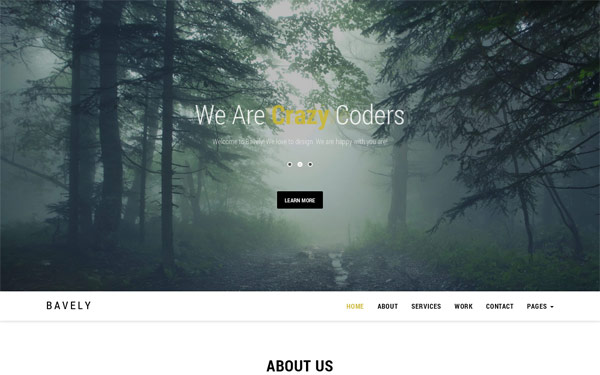 We Are Crazy Coders
Welcome to Bavely! We love to design. We are happy with you are!
LEARN MORE
BAVELY
HOME ABOUT SERVICES WORK CONTACT PAGES
ABOUT US